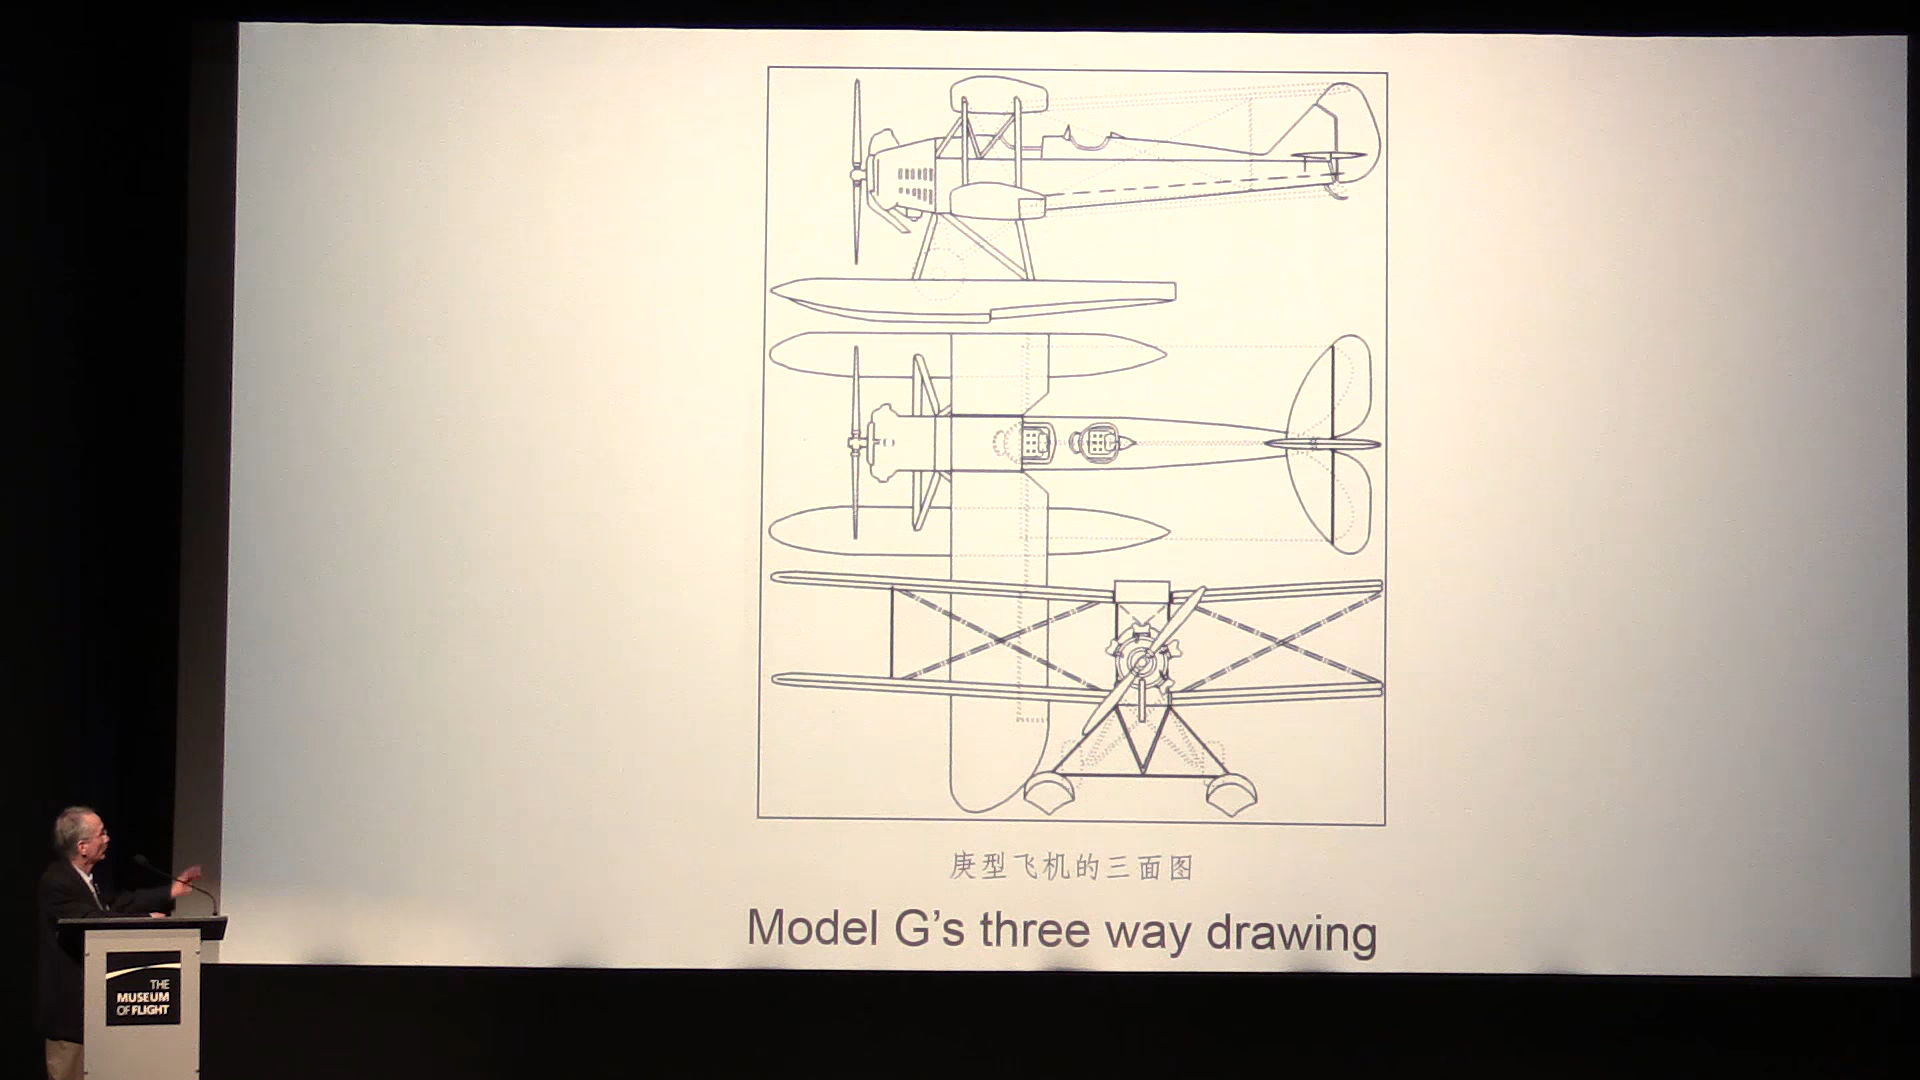 庚型飞机的三面图
Model G's three way drawing
THE
MUSEUM
OF FLIGHT